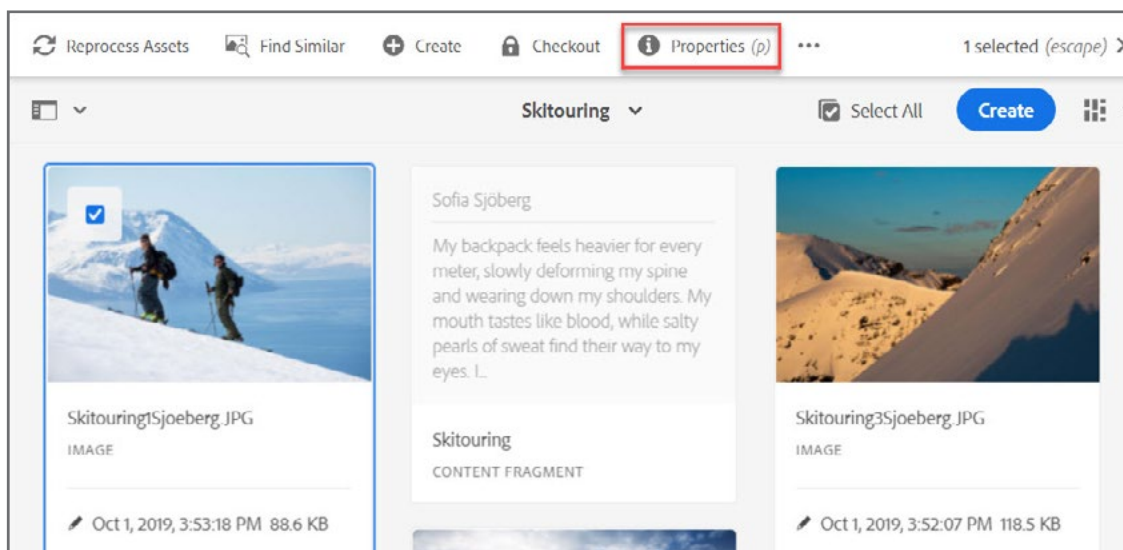 Reprocess Assets Find Similar Create Checkout Properties (p) ... 1 selected (escape)
Skitouring Select All Create
Sofia Sjöberg
My backpack feels heavier for every
meter, slowly deforming my spine
and wearing down my shoulders. My
mouth tastes like blood, while salty
pearls of sweat find their way to my
eyes. I...
Skitouring1Sjoeberg.JPG
IMAGE
Oct 1, 2019, 3:53:18 PM 88.6 KB
Skitouring
CONTENT FRAGMENT
Skitouring3Sjoeberg.JPG
IMAGE
Oct 1, 2019, 3:52:07 PM 118.5 KB